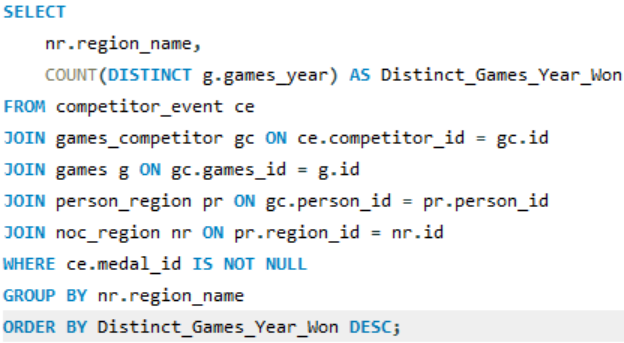 SELECT
nr.region_name,
COUNT(DISTINCT g.games_year) AS Distinct_Games_Year_Won
FROM competitor_event ce
JOIN games_competitor gc ON ce.competitor_id = gc.id
JOIN games g ON gc.games_id = g.id
JOIN person_region pr ON gc.person_id = pr.person_id
JOIN noc_region nr ON pr.region_id = nr.id
WHERE ce.medal_id IS NOT NULL
GROUP BY nr.region_name
ORDER BY Distinct_Games_Year_Won DESC;